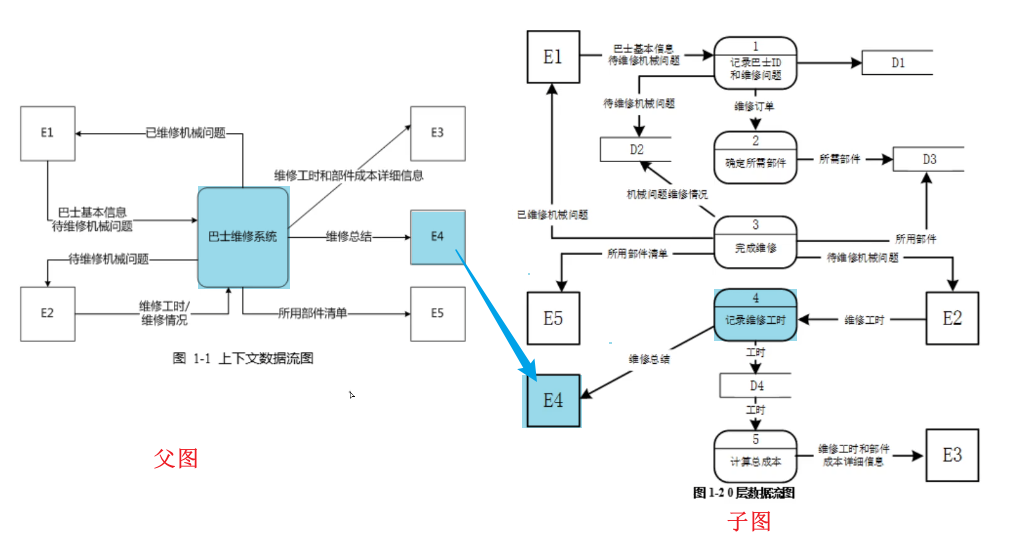 E1
已维修机械问题
E3
维修工时和部件成本详细信息
巴士基本信息
待维修机械问题
巴士维修系统
维修总结
E4
待维修机械问题
E2
维修工时/
维修情况
所用部件清单
E5
图 1-1 上下文数据流图
父图
E1
巴士基本信息
待维修机械问题
1
记录巴士ID
和维修问题
D1
待维修机械问题
维修订单
D2
2
确定所需部件
所需部件
D3
机械问题维修情况
已维修机械问题
3
完成维修
所用部件
所用部件清单
待维修机械问题
E5
4
记录维修工时
维修工时
E2
维修总结
工时
D4
E4
工时
5
计算总成本
维修工时和部件
成本详细信息
E3
图 1-2 0层数据流图
子图